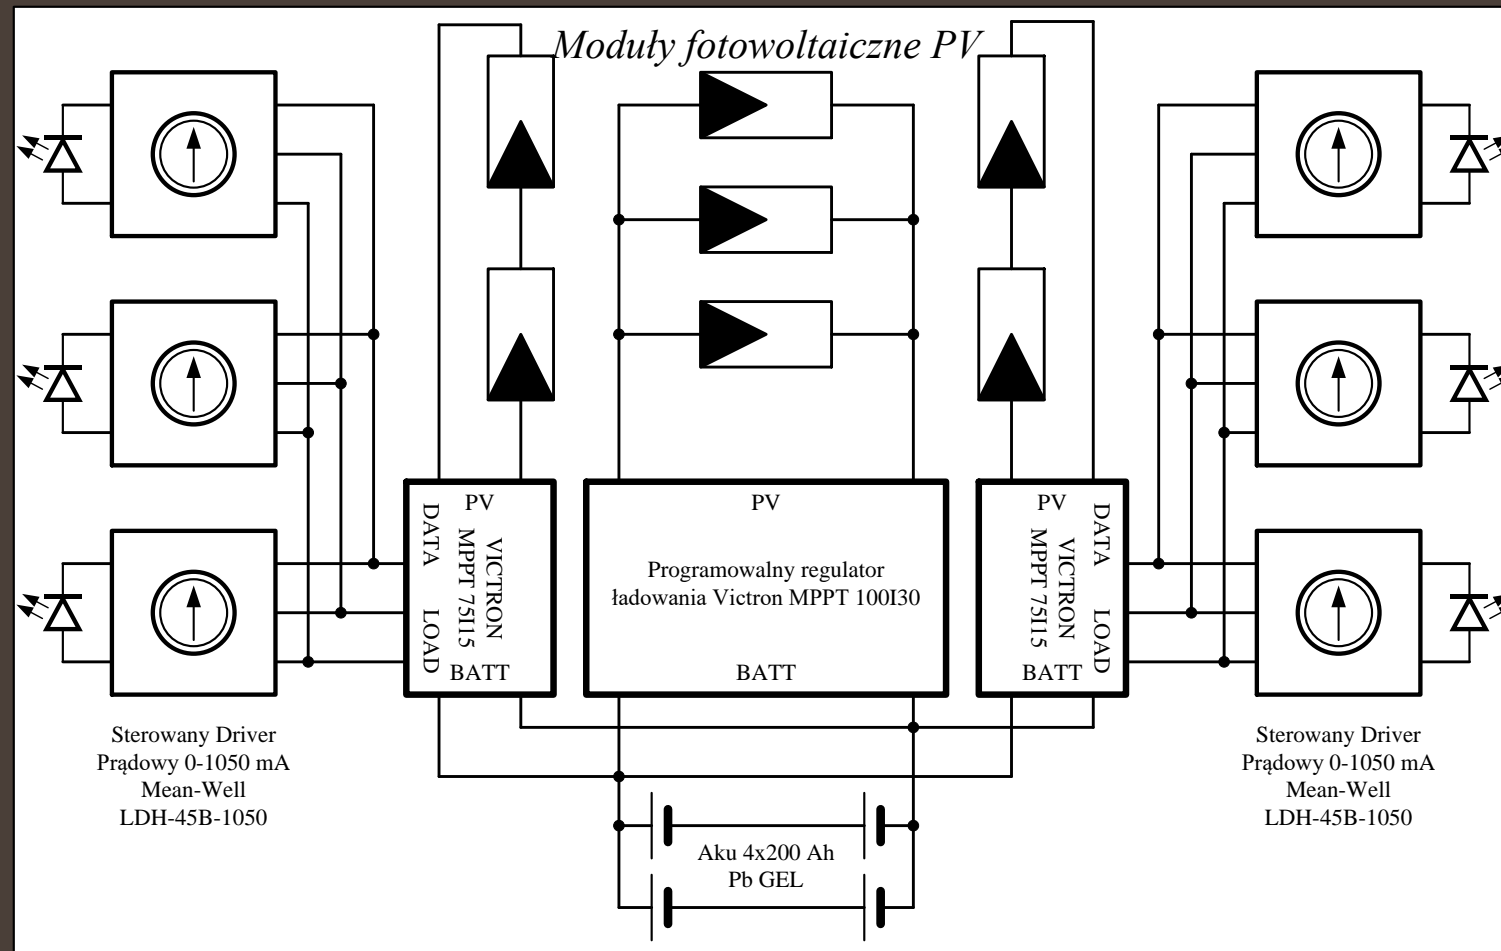 Moduły fotowoltaiczne PV
PV
DATA
LOAD
VICTRON
MPPT 75I15
BATT
PV
Programowalny regulator
ładowania Victron MPPT 100I30
BATT
PV
DATA
LOAD
VICTRON
MPPT 75I15
BATT
Sterowany Driver
Prądowy 0-1050 mA
Mean-Well
LDH-45B-1050
Sterowany Driver
Prądowy 0-1050 mA
Mean-Well
LDH-45B-1050
Aku 4x200 Ah
Pb GEL